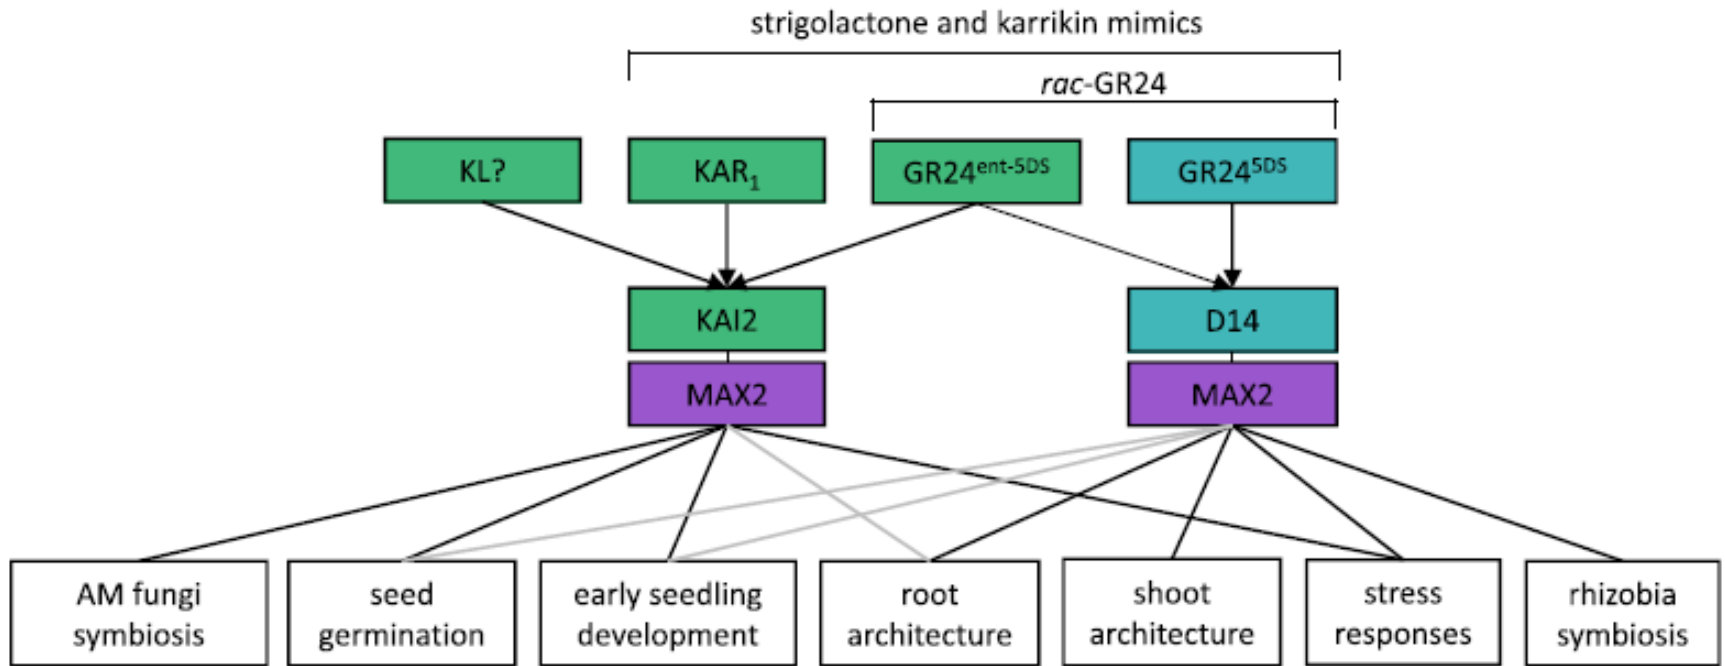 strigolactone and karrikin mimics
rac-GR24
KL?
KAR₁
GR24ᵉⁿᵗ⁻⁵ᴰˢ
GR24⁵ᴰˢ
KAI2
D14
MAX2
MAX2
AM fungi
symbiosis
seed
germination
early seedling
development
root
architecture
shoot
architecture
stress
responses
rhizobia
symbiosis